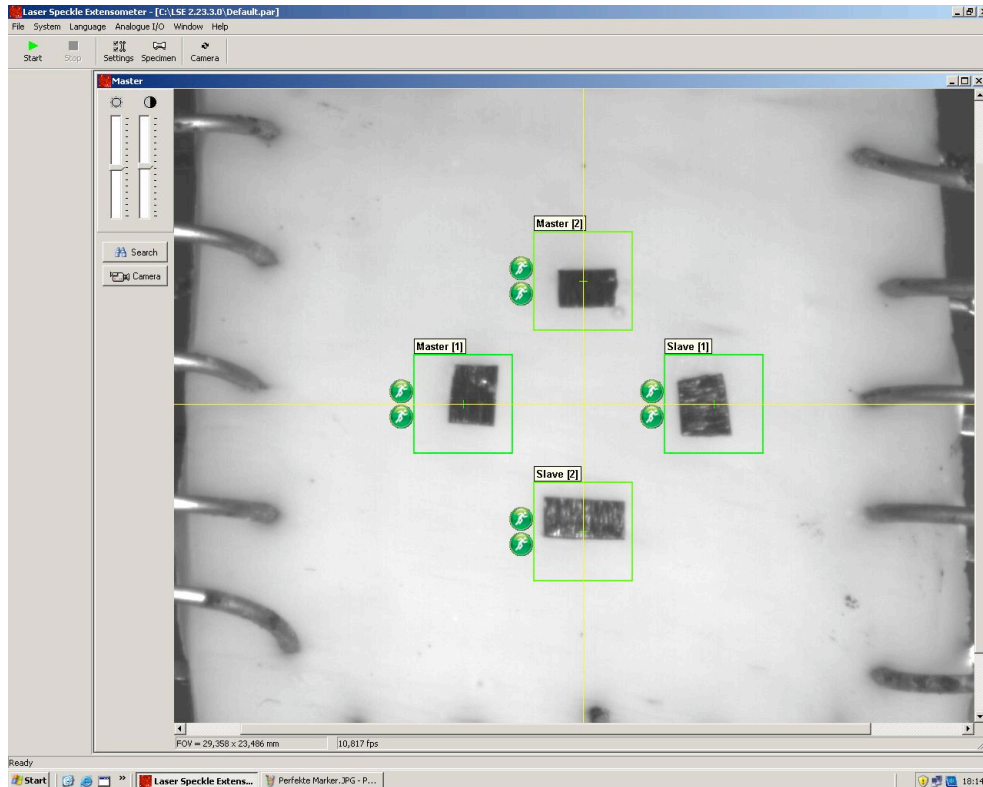 Laser Speckle Extensometer - [C:\LSE 2.23.3.0\Default.par]
File System Language Analogue I/O Window Help
Start Stop Settings Specimen Camera
Master
Search
Camera
Master [2]
Master [1]
Slave [1]
Slave [2]
FOV = 29,358 x 23,486 mm 10,817 fps
Ready
Start » Laser Speckle Extens... Perfekte Marker.JPG - P... 18:14